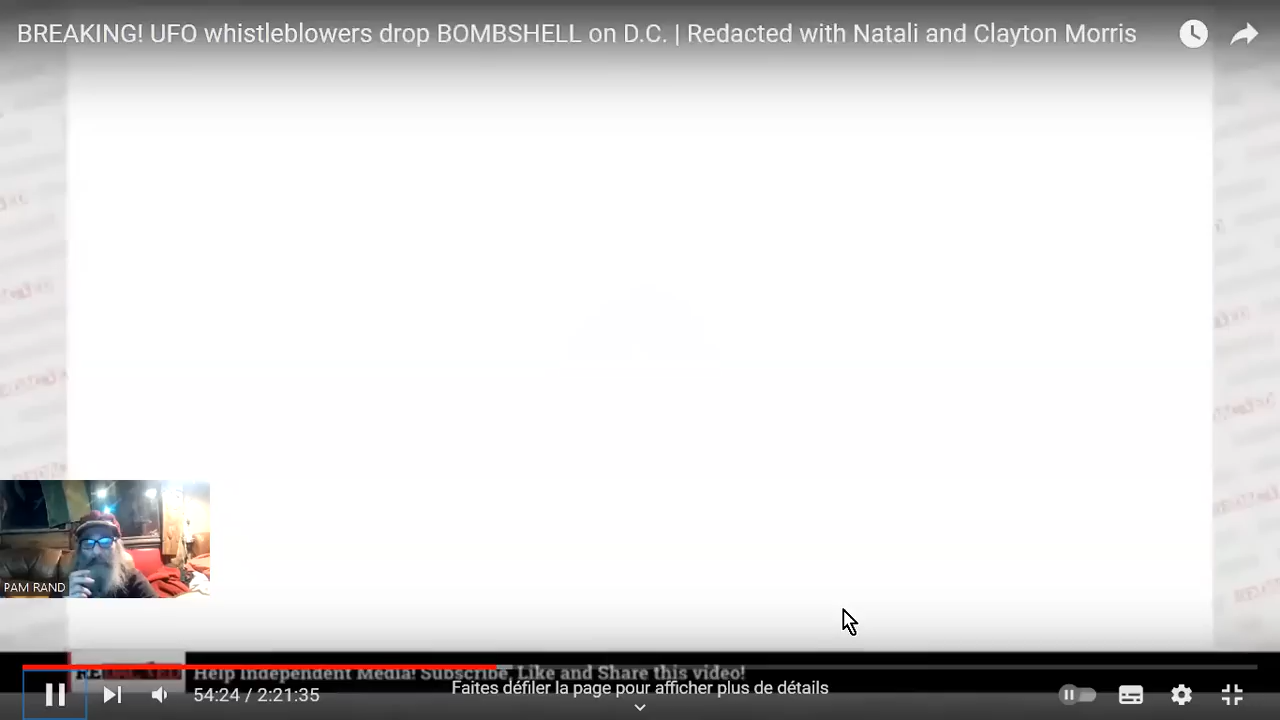 BREAKING! UFO whistleblowers drop BOMBSHELL on D.C. | Redacted with Natali and Clayton Morris
PAM RAND
REDACTED
Help Independent Media! Subscribe, Like and Share this video!
54:24 / 2:21:35
Faites défiler la page pour afficher plus de détails